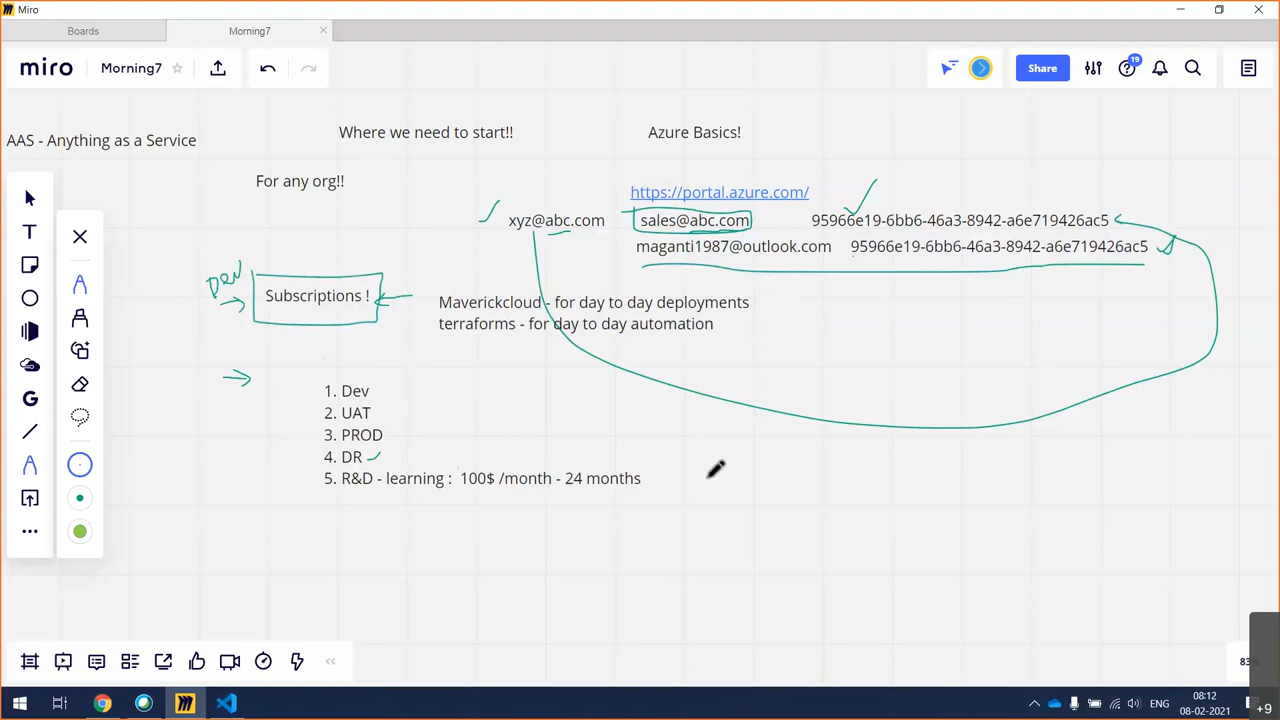 Miro
Boards
Morning7
miro
Morning7
Share
19
Where we need to start!!
Azure Basics!
AAS - Anything as a Service
For any org!!
https://portal.azure.com/
xyz@abc.com
sales@abc.com
95966e19-6bb6-46a3-8942-a6e719426ac5
maganti1987@outlook.com
95966e19-6bb6-46a3-8942-a6e719426ac5
Dev
Subscriptions !
Maverickcloud - for day to day deployments
terraforms - for day to day automation
1. Dev
2. UAT
3. PROD
4. DR
5. R&D - learning : 100$ /month - 24 months
ENG
08:12
08-02-2021
+9